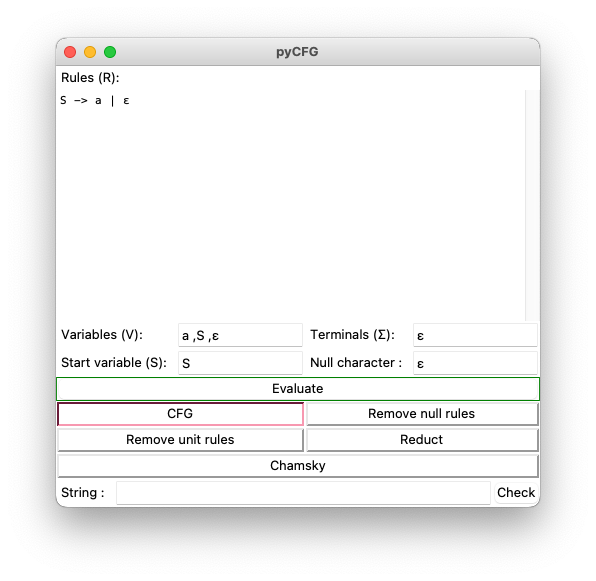 pyCFG
Rules (R):
S -> a | ε
Variables (V): a ,S ,ε Terminals (Σ): ε
Start variable (S): S Null character : ε
Evaluate
CFG Remove null rules
Remove unit rules Reduct
Chamsky
String : Check